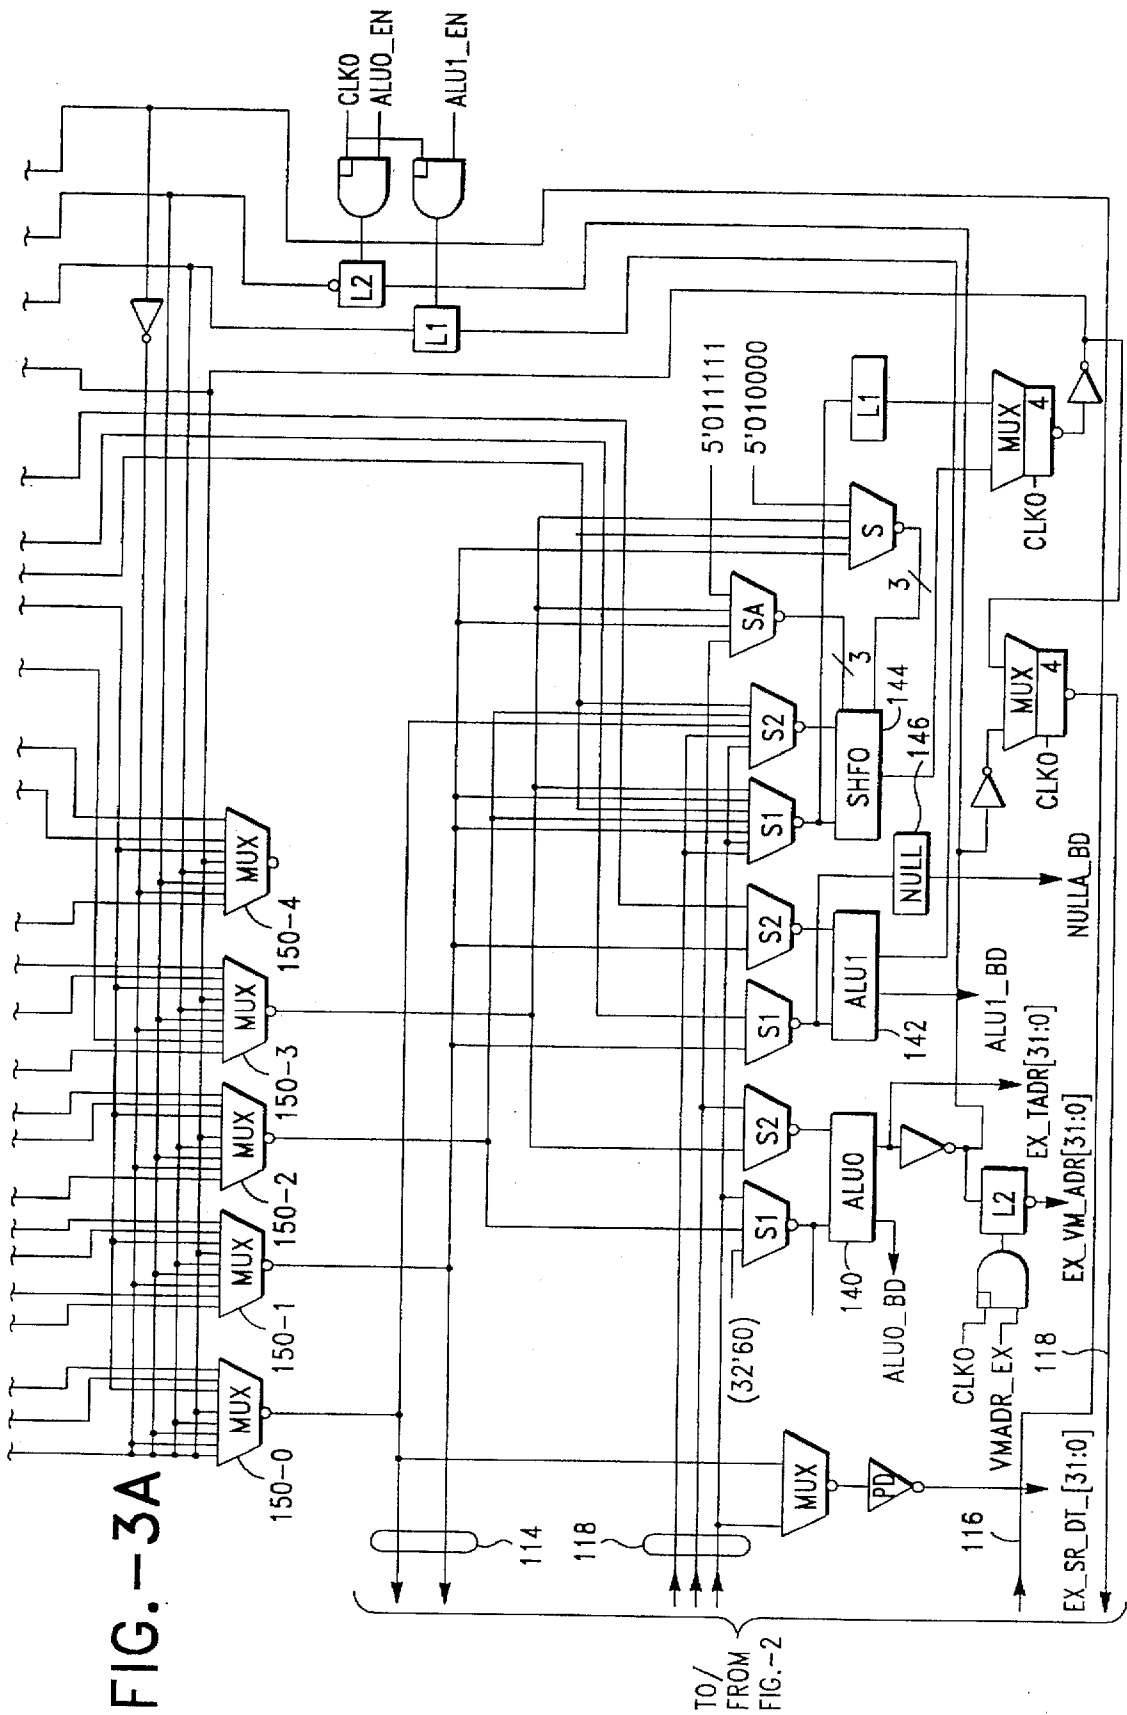 FIG.-3A
CLK0
ALU0_EN
ALU1_EN
L2
L1
MUX
150-0
MUX
150-1
MUX
150-2
MUX
150-3
MUX
150-4
114
118
TO/
FROM
FIG.-2
(32'60)
S1
S2
S1
S2
S1
S2
SA
S
5'011111
5'010000
L1
3
3
ALU0
140
ALU0_BD
ALU1
142
ALU1_BD
NULL
146
NULLA_BD
SHF0
144
MUX
PD
EX_SR_DT_[31:0]
116
118
CLK0
VMADR_EX
L2
EX_VM_ADR[31:0]
EX_TADR[31:0]
MUX
4
CLK0
MUX
4
CLK0